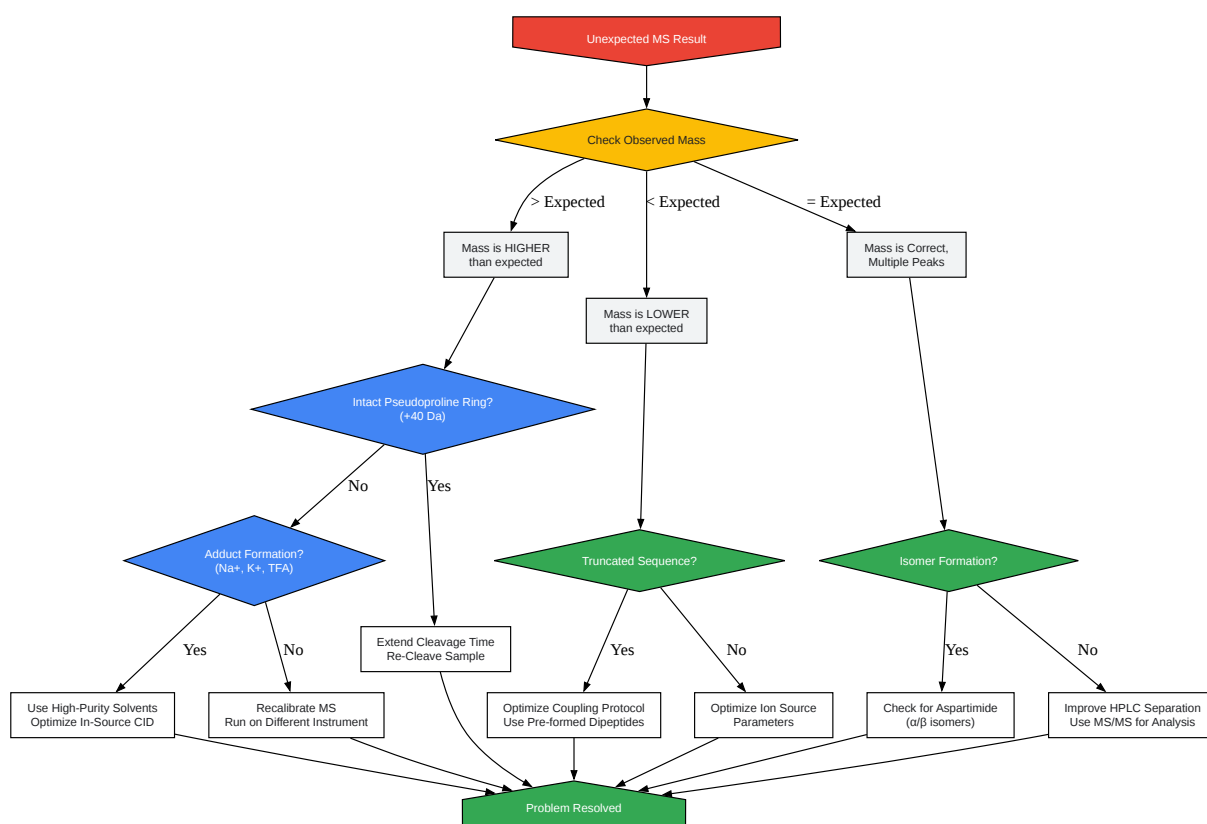 Unexpected MS Result
Check Observed Mass
> Expected
< Expected
= Expected
Mass is HIGHER
than expected
Mass is Correct,
Multiple Peaks
Mass is LOWER
than expected
Intact Pseudoproline Ring?
(+40 Da)
No
Yes
Adduct Formation?
(Na+, K+, TFA)
Truncated Sequence?
Isomer Formation?
Yes
No
Extend Cleavage Time
Re-Cleave Sample
Yes
No
Yes
No
Use High-Purity Solvents
Optimize In-Source CID
Recalibrate MS
Run on Different Instrument
Optimize Coupling Protocol
Use Pre-formed Dipeptides
Optimize Ion Source
Parameters
Check for Aspartimide
(α/β isomers)
Improve HPLC Separation
Use MS/MS for Analysis
Problem Resolved